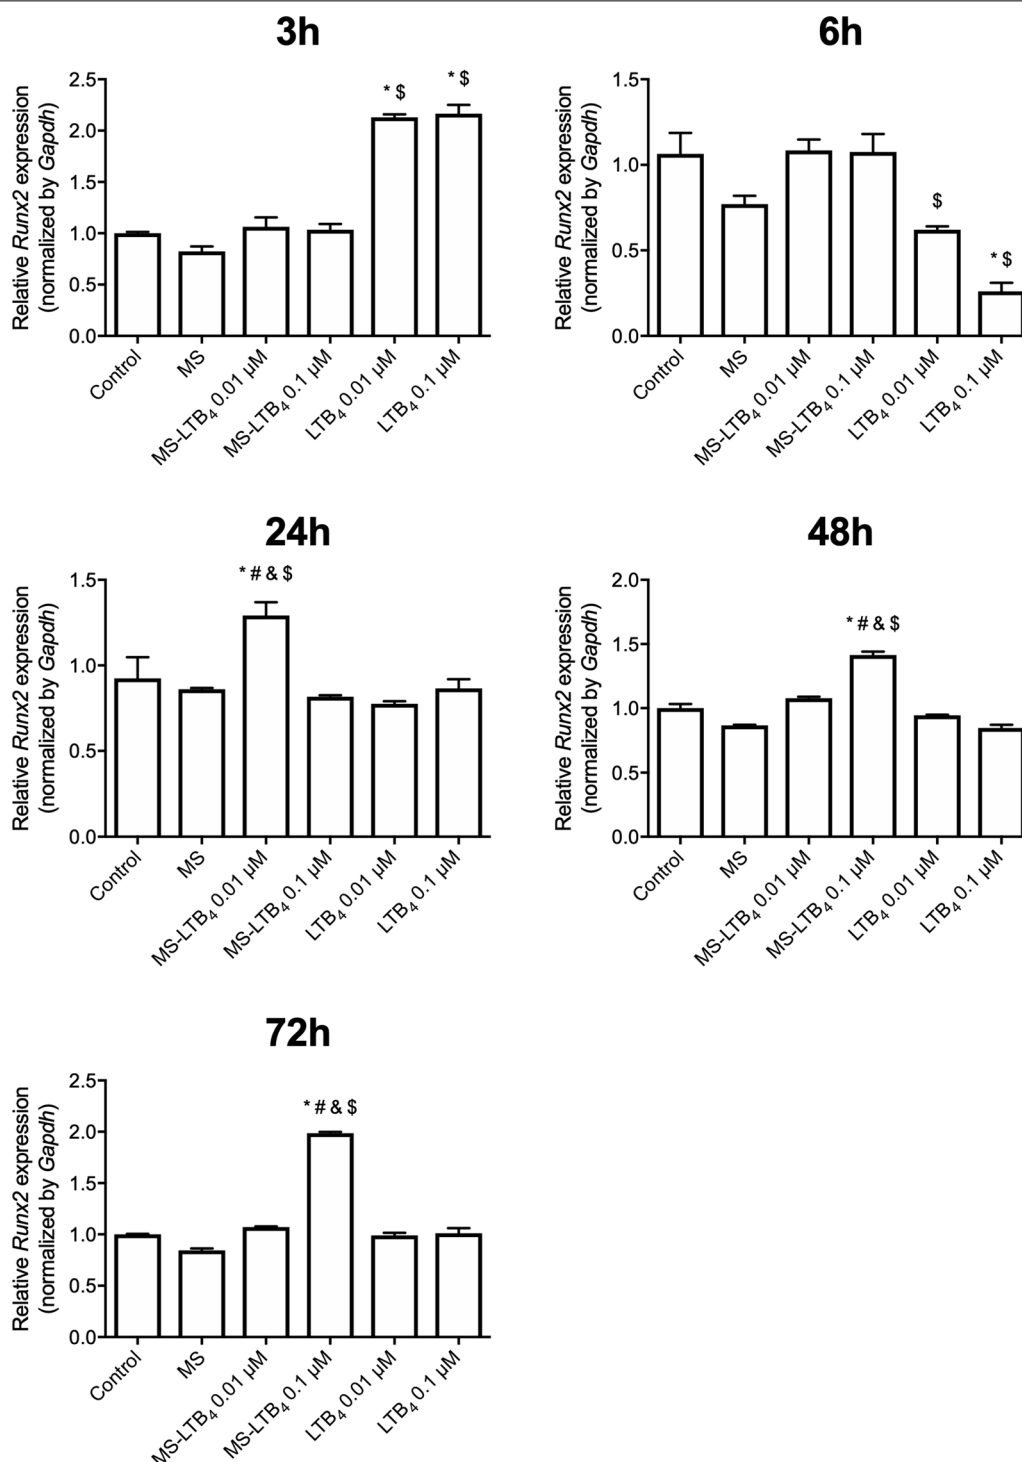 3h
Relative Runx2 expression
(normalized by Gapdh)
2.5
2.0
1.5
1.0
0.5
0.0
* $
* $
Control
MS
MS-LTB₄ 0.01 µM
MS-LTB₄ 0.1 µM
LTB₄ 0.01 µM
LTB₄ 0.1 µM
6h
Relative Runx2 expression
(normalized by Gapdh)
1.5
1.0
0.5
0.0
$
* $
Control
MS
MS-LTB₄ 0.01 µM
MS-LTB₄ 0.1 µM
LTB₄ 0.01 µM
LTB₄ 0.1 µM
24h
Relative Runx2 expression
(normalized by Gapdh)
1.5
1.0
0.5
0.0
* # & $
Control
MS
MS-LTB₄ 0.01 µM
MS-LTB₄ 0.1 µM
LTB₄ 0.01 µM
LTB₄ 0.1 µM
48h
Relative Runx2 expression
(normalized by Gapdh)
2.0
1.5
1.0
0.5
0.0
* # & $
Control
MS
MS-LTB₄ 0.01 µM
MS-LTB₄ 0.1 µM
LTB₄ 0.01 µM
LTB₄ 0.1 µM
72h
Relative Runx2 expression
(normalized by Gapdh)
2.5
2.0
1.5
1.0
0.5
0.0
* # & $
Control
MS
MS-LTB₄ 0.01 µM
MS-LTB₄ 0.1 µM
LTB₄ 0.01 µM
LTB₄ 0.1 µM